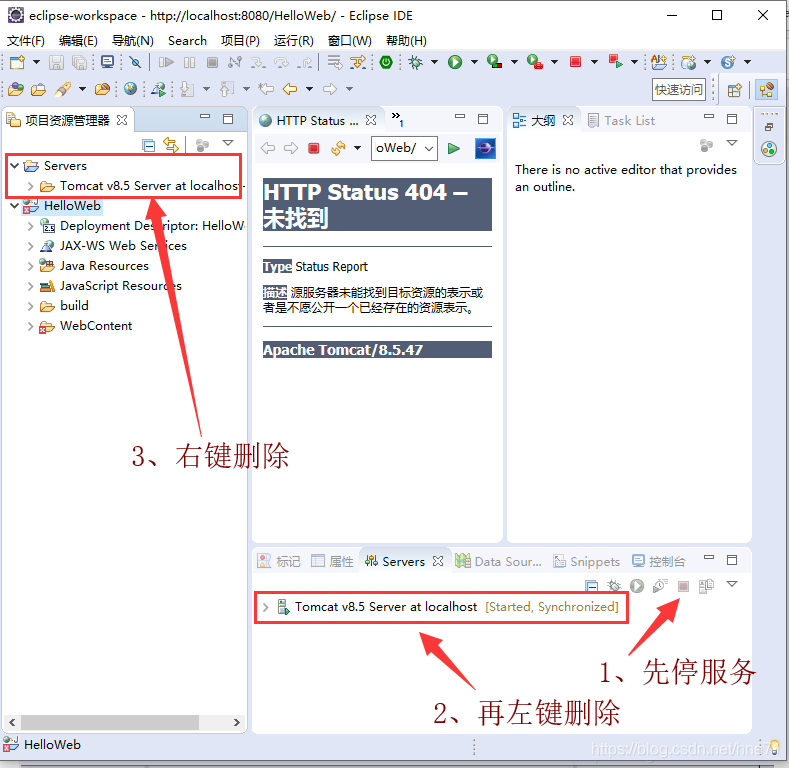 eclipse-workspace - http://localhost:8080/HelloWeb/ - Eclipse IDE
文件(F) 编辑(E) 导航(N) Search 项目(P) 运行(R) 窗口(W) 帮助(H)
快速访问
项目资源管理器
Servers
Tomcat v8.5 Server at localhost
HelloWeb
Deployment Descriptor: HelloW
JAX-WS Web Services
Java Resources
JavaScript Resources
build
WebContent
3、右键删除
HTTP Status ... 1
oWeb/
HTTP Status 404 –
未找到
Type Status Report
描述 源服务器未能找到目标资源的表示或
者是不愿公开一个已经存在的资源表示。
Apache Tomcat/8.5.47
大纲 Task List
There is no active editor that provides
an outline.
标记 属性 Servers Data Sour... Snippets 控制台
Tomcat v8.5 Server at localhost [Started, Synchronized]
1、先停服务
2、再左键删除
HelloWeb